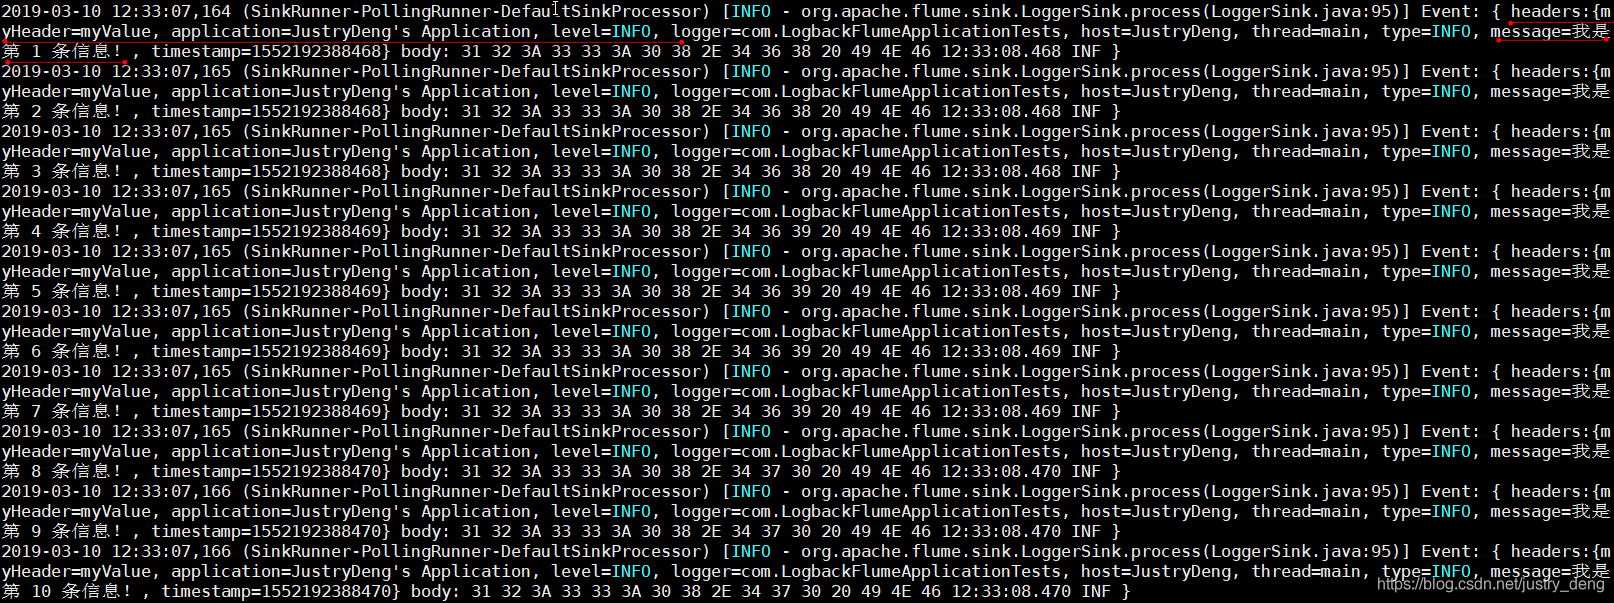 2019-03-10 12:33:07,164 (SinkRunner-PollingRunner-DefaultSinkProcessor) [INFO - org.apache.flume.sink.LoggerSink.process(LoggerSink.java:95)] Event: { headers:{m
yHeader=myValue, application=JustryDeng's Application, level=INFO, logger=com.LogbackFlumeApplicationTests, host=JustryDeng, thread=main, type=INFO, message=我是
第 1 条信息!, timestamp=1552192388468} body: 31 32 3A 33 33 3A 30 38 2E 34 36 38 20 49 4E 46 12:33:08.468 INF }
2019-03-10 12:33:07,165 (SinkRunner-PollingRunner-DefaultSinkProcessor) [INFO - org.apache.flume.sink.LoggerSink.process(LoggerSink.java:95)] Event: { headers:{m
yHeader=myValue, application=JustryDeng's Application, level=INFO, logger=com.LogbackFlumeApplicationTests, host=JustryDeng, thread=main, type=INFO, message=我是
第 2 条信息!, timestamp=1552192388468} body: 31 32 3A 33 33 3A 30 38 2E 34 36 38 20 49 4E 46 12:33:08.468 INF }
2019-03-10 12:33:07,165 (SinkRunner-PollingRunner-DefaultSinkProcessor) [INFO - org.apache.flume.sink.LoggerSink.process(LoggerSink.java:95)] Event: { headers:{m
yHeader=myValue, application=JustryDeng's Application, level=INFO, logger=com.LogbackFlumeApplicationTests, host=JustryDeng, thread=main, type=INFO, message=我是
第 3 条信息!, timestamp=1552192388468} body: 31 32 3A 33 33 3A 30 38 2E 34 36 38 20 49 4E 46 12:33:08.468 INF }
2019-03-10 12:33:07,165 (SinkRunner-PollingRunner-DefaultSinkProcessor) [INFO - org.apache.flume.sink.LoggerSink.process(LoggerSink.java:95)] Event: { headers:{m
yHeader=myValue, application=JustryDeng's Application, level=INFO, logger=com.LogbackFlumeApplicationTests, host=JustryDeng, thread=main, type=INFO, message=我是
第 4 条信息!, timestamp=1552192388469} body: 31 32 3A 33 33 3A 30 38 2E 34 36 39 20 49 4E 46 12:33:08.469 INF }
2019-03-10 12:33:07,165 (SinkRunner-PollingRunner-DefaultSinkProcessor) [INFO - org.apache.flume.sink.LoggerSink.process(LoggerSink.java:95)] Event: { headers:{m
yHeader=myValue, application=JustryDeng's Application, level=INFO, logger=com.LogbackFlumeApplicationTests, host=JustryDeng, thread=main, type=INFO, message=我是
第 5 条信息!, timestamp=1552192388469} body: 31 32 3A 33 33 3A 30 38 2E 34 36 39 20 49 4E 46 12:33:08.469 INF }
2019-03-10 12:33:07,165 (SinkRunner-PollingRunner-DefaultSinkProcessor) [INFO - org.apache.flume.sink.LoggerSink.process(LoggerSink.java:95)] Event: { headers:{m
yHeader=myValue, application=JustryDeng's Application, level=INFO, logger=com.LogbackFlumeApplicationTests, host=JustryDeng, thread=main, type=INFO, message=我是
第 6 条信息!, timestamp=1552192388469} body: 31 32 3A 33 33 3A 30 38 2E 34 36 39 20 49 4E 46 12:33:08.469 INF }
2019-03-10 12:33:07,165 (SinkRunner-PollingRunner-DefaultSinkProcessor) [INFO - org.apache.flume.sink.LoggerSink.process(LoggerSink.java:95)] Event: { headers:{m
yHeader=myValue, application=JustryDeng's Application, level=INFO, logger=com.LogbackFlumeApplicationTests, host=JustryDeng, thread=main, type=INFO, message=我是
第 7 条信息!, timestamp=1552192388469} body: 31 32 3A 33 33 3A 30 38 2E 34 36 39 20 49 4E 46 12:33:08.469 INF }
2019-03-10 12:33:07,165 (SinkRunner-PollingRunner-DefaultSinkProcessor) [INFO - org.apache.flume.sink.LoggerSink.process(LoggerSink.java:95)] Event: { headers:{m
yHeader=myValue, application=JustryDeng's Application, level=INFO, logger=com.LogbackFlumeApplicationTests, host=JustryDeng, thread=main, type=INFO, message=我是
第 8 条信息!, timestamp=1552192388470} body: 31 32 3A 33 33 3A 30 38 2E 34 37 30 20 49 4E 46 12:33:08.470 INF }
2019-03-10 12:33:07,166 (SinkRunner-PollingRunner-DefaultSinkProcessor) [INFO - org.apache.flume.sink.LoggerSink.process(LoggerSink.java:95)] Event: { headers:{m
yHeader=myValue, application=JustryDeng's Application, level=INFO, logger=com.LogbackFlumeApplicationTests, host=JustryDeng, thread=main, type=INFO, message=我是
第 9 条信息!, timestamp=1552192388470} body: 31 32 3A 33 33 3A 30 38 2E 34 37 30 20 49 4E 46 12:33:08.470 INF }
2019-03-10 12:33:07,166 (SinkRunner-PollingRunner-DefaultSinkProcessor) [INFO - org.apache.flume.sink.LoggerSink.process(LoggerSink.java:95)] Event: { headers:{m
yHeader=myValue, application=JustryDeng's Application, level=INFO, logger=com.LogbackFlumeApplicationTests, host=JustryDeng, thread=main, type=INFO, message=我是
第 10 条信息!, timestamp=1552192388470} body: 31 32 3A 33 33 3A 30 38 2E 34 37 30 20 49 4E 46 12:33:08.470 INF }
https://blog.csdn.net/justry_deng